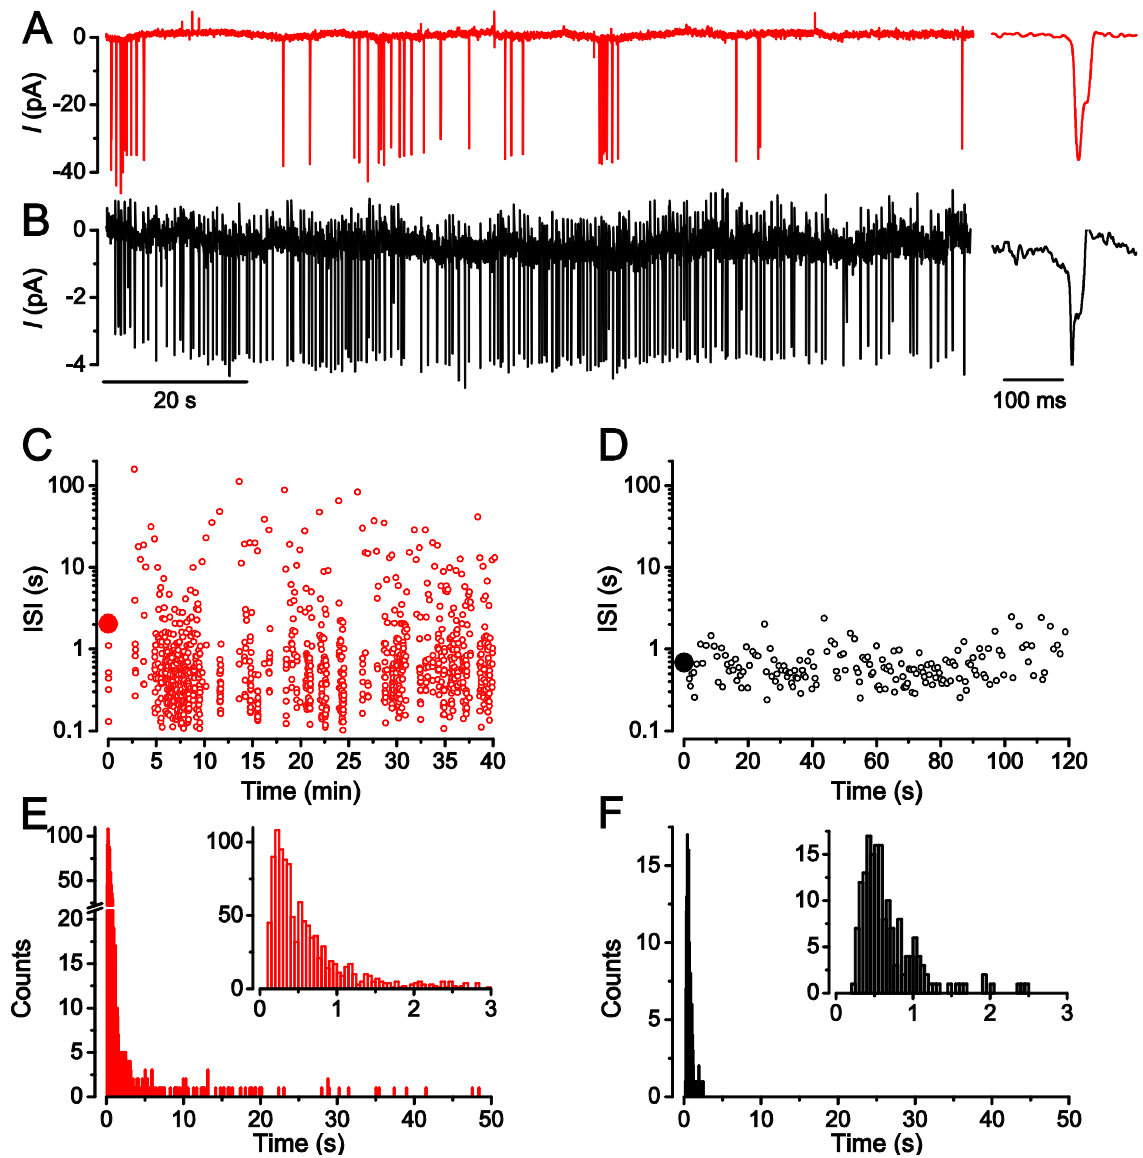 A
I (pA)
0
-20
-40
B
I (pA)
0
-2
-4
20 s
100 ms
C
ISI (s)
100
10
1
0.1
0 5 10 15 20 25 30 35 40
Time (min)
D
ISI (s)
100
10
1
0.1
0 20 40 60 80 100 120
Time (s)
E
Counts
100
50
20
15
10
5
0
0 10 20 30 40 50
Time (s)
100
50
0
0 1 2 3
F
Counts
15
10
5
0
0 10 20 30 40 50
Time (s)
15
10
5
0
0 1 2 3